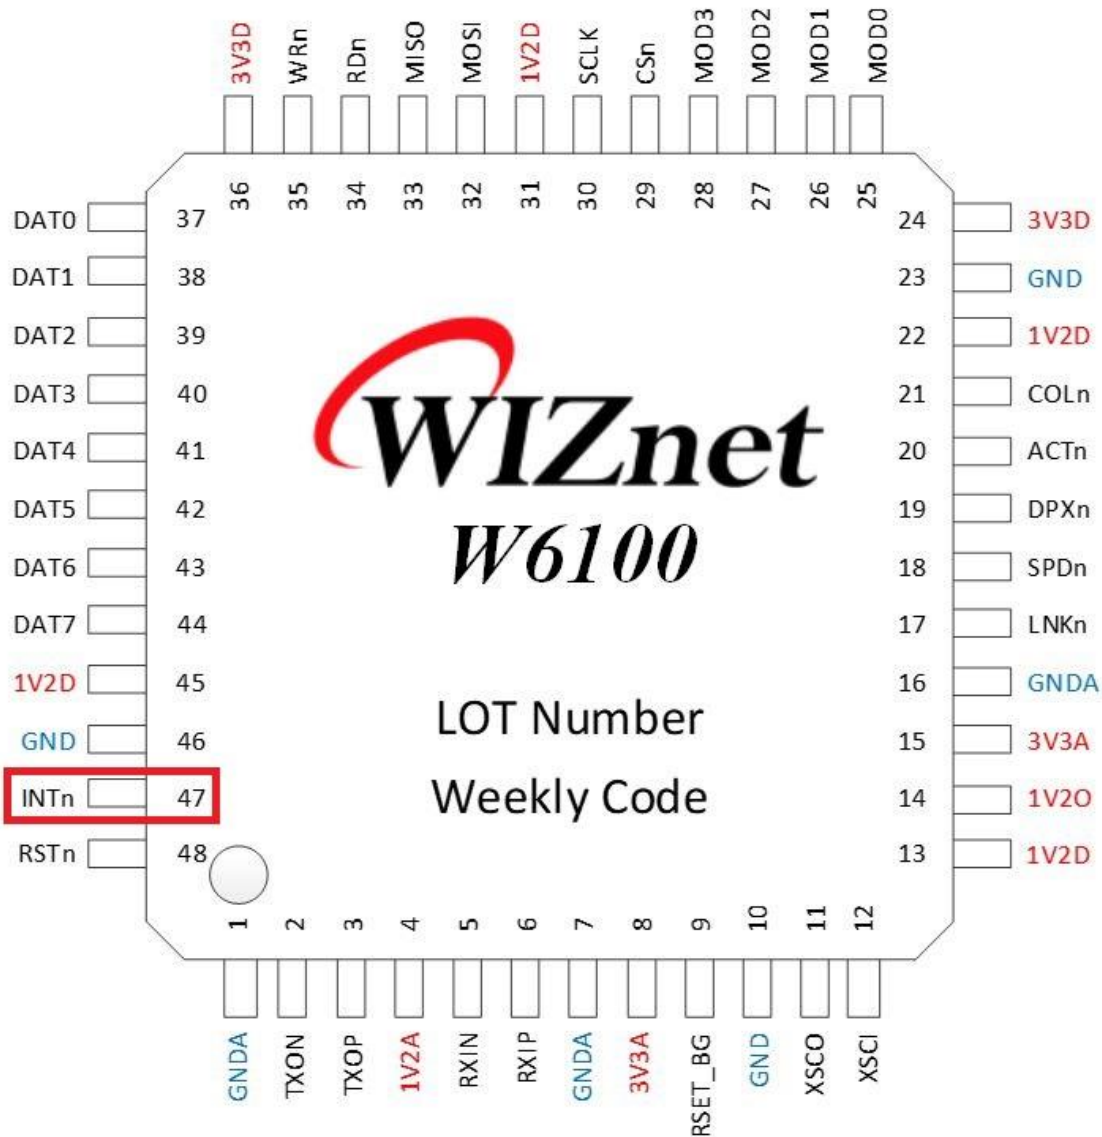 3V3D
WRn
RDn
MISO
MOSI
1V2D
SCLK
CSn
MOD3
MOD2
MOD1
MOD0
36
35
34
33
32
31
30
29
28
27
26
25
DAT0 37
DAT1 38
DAT2 39
DAT3 40
DAT4 41
DAT5 42
DAT6 43
DAT7 44
1V2D 45
GND 46
INTn 47
RSTn 48
WIZnet
W6100
LOT Number
Weekly Code
24 3V3D
23 GND
22 1V2D
21 COLn
20 ACTn
19 DPXn
18 SPDn
17 LNKn
16 GNDA
15 3V3A
14 1V2O
13 1V2D
1
2
3
4
5
6
7
8
9
10
11
12
GNDA
TXON
TXOP
1V2A
RXIN
RXIP
GNDA
3V3A
RSET_BG
GND
XSCO
XSCI